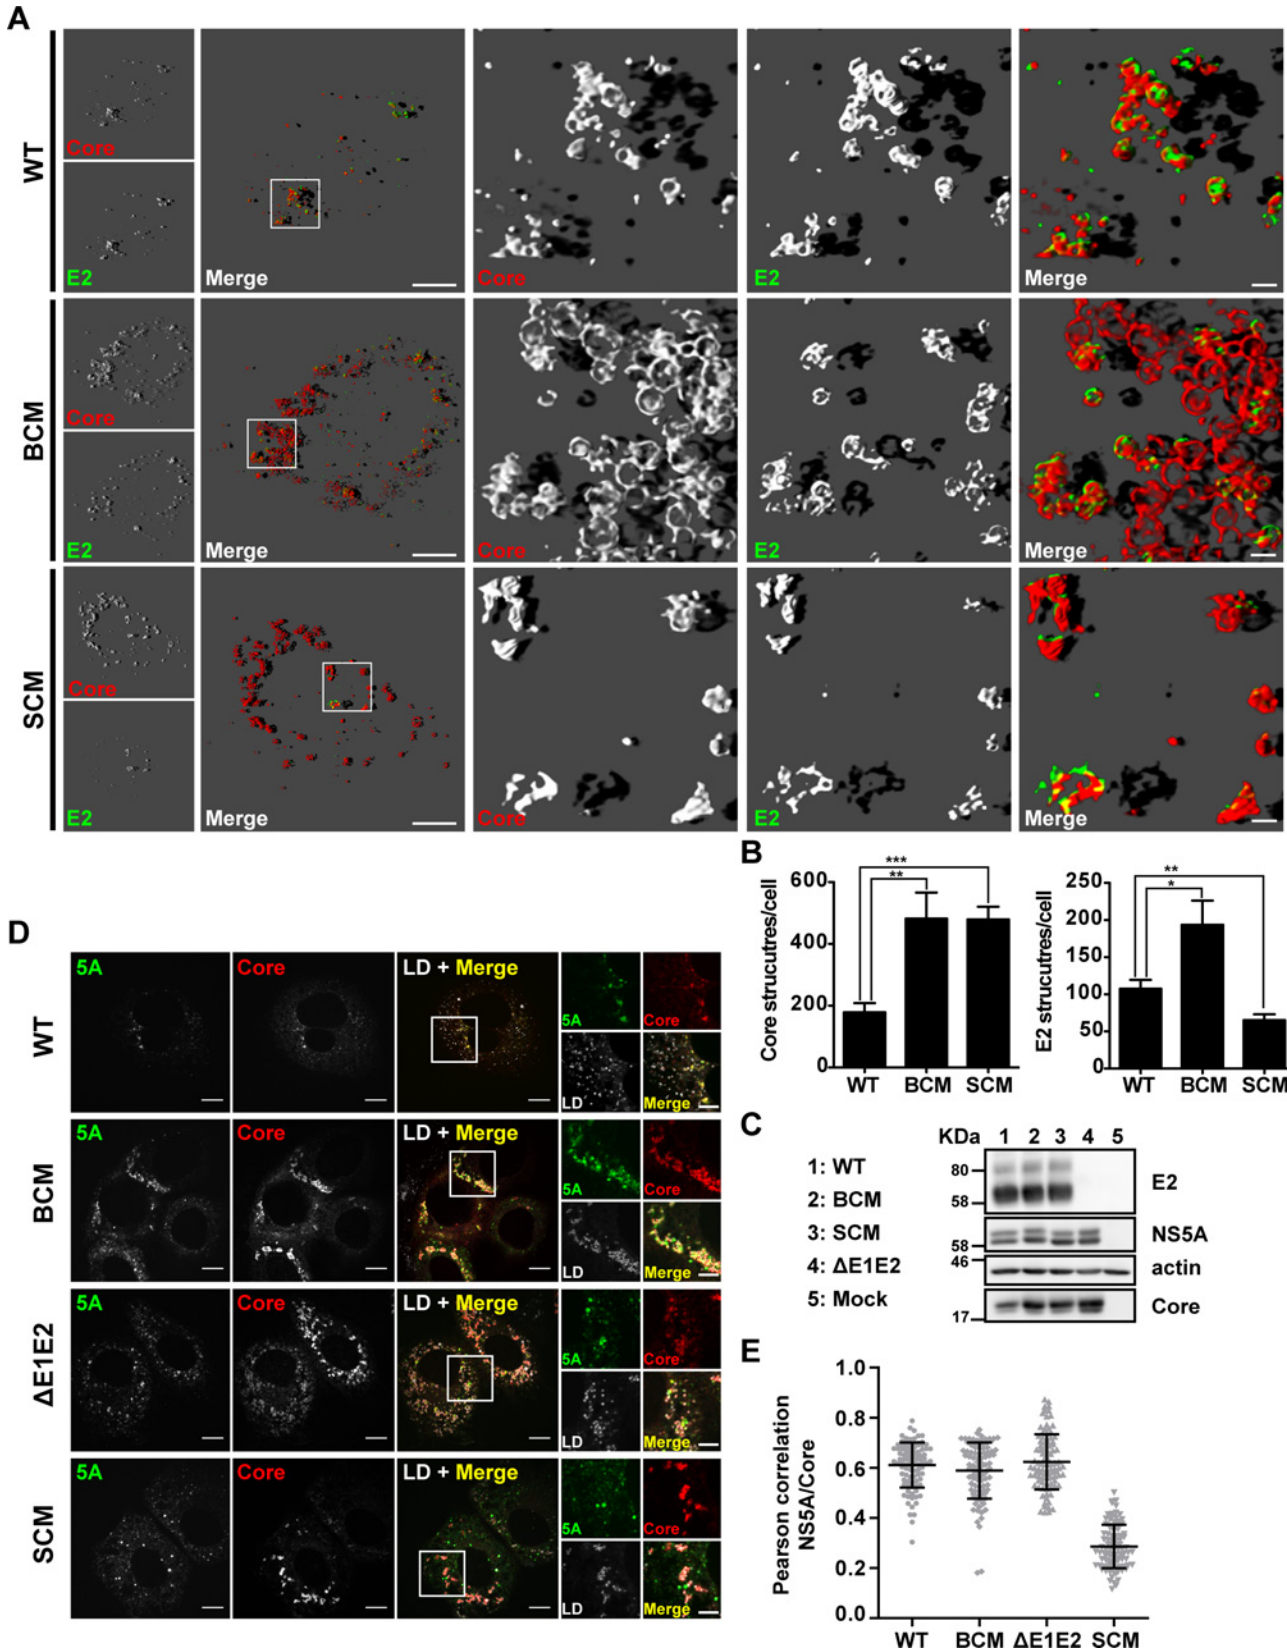 A
WT
Core
E2
Merge
Core
E2
Merge
BCM
Core
E2
Merge
Core
E2
Merge
SCM
Core
E2
Merge
Core
E2
Merge
B
Core strucutres/cell
600
400
200
0
***
**
WT BCM SCM
E2 strucutres/cell
250
200
150
100
50
0
**
*
WT BCM SCM
C
1: WT
2: BCM
3: SCM
4: ΔE1E2
5: Mock
KDa 1 2 3 4 5
80
58
E2
58
NS5A
46
actin
17
Core
D
WT
5A
Core
LD + Merge
5A
Core
LD
Merge
BCM
5A
Core
LD + Merge
5A
Core
LD
Merge
ΔE1E2
5A
Core
LD + Merge
5A
Core
LD
Merge
SCM
5A
Core
LD + Merge
5A
Core
LD
Merge
E
Pearson correlation
NS5A/Core
1.0
0.8
0.6
0.4
0.2
0.0
WT BCM ΔE1E2 SCM